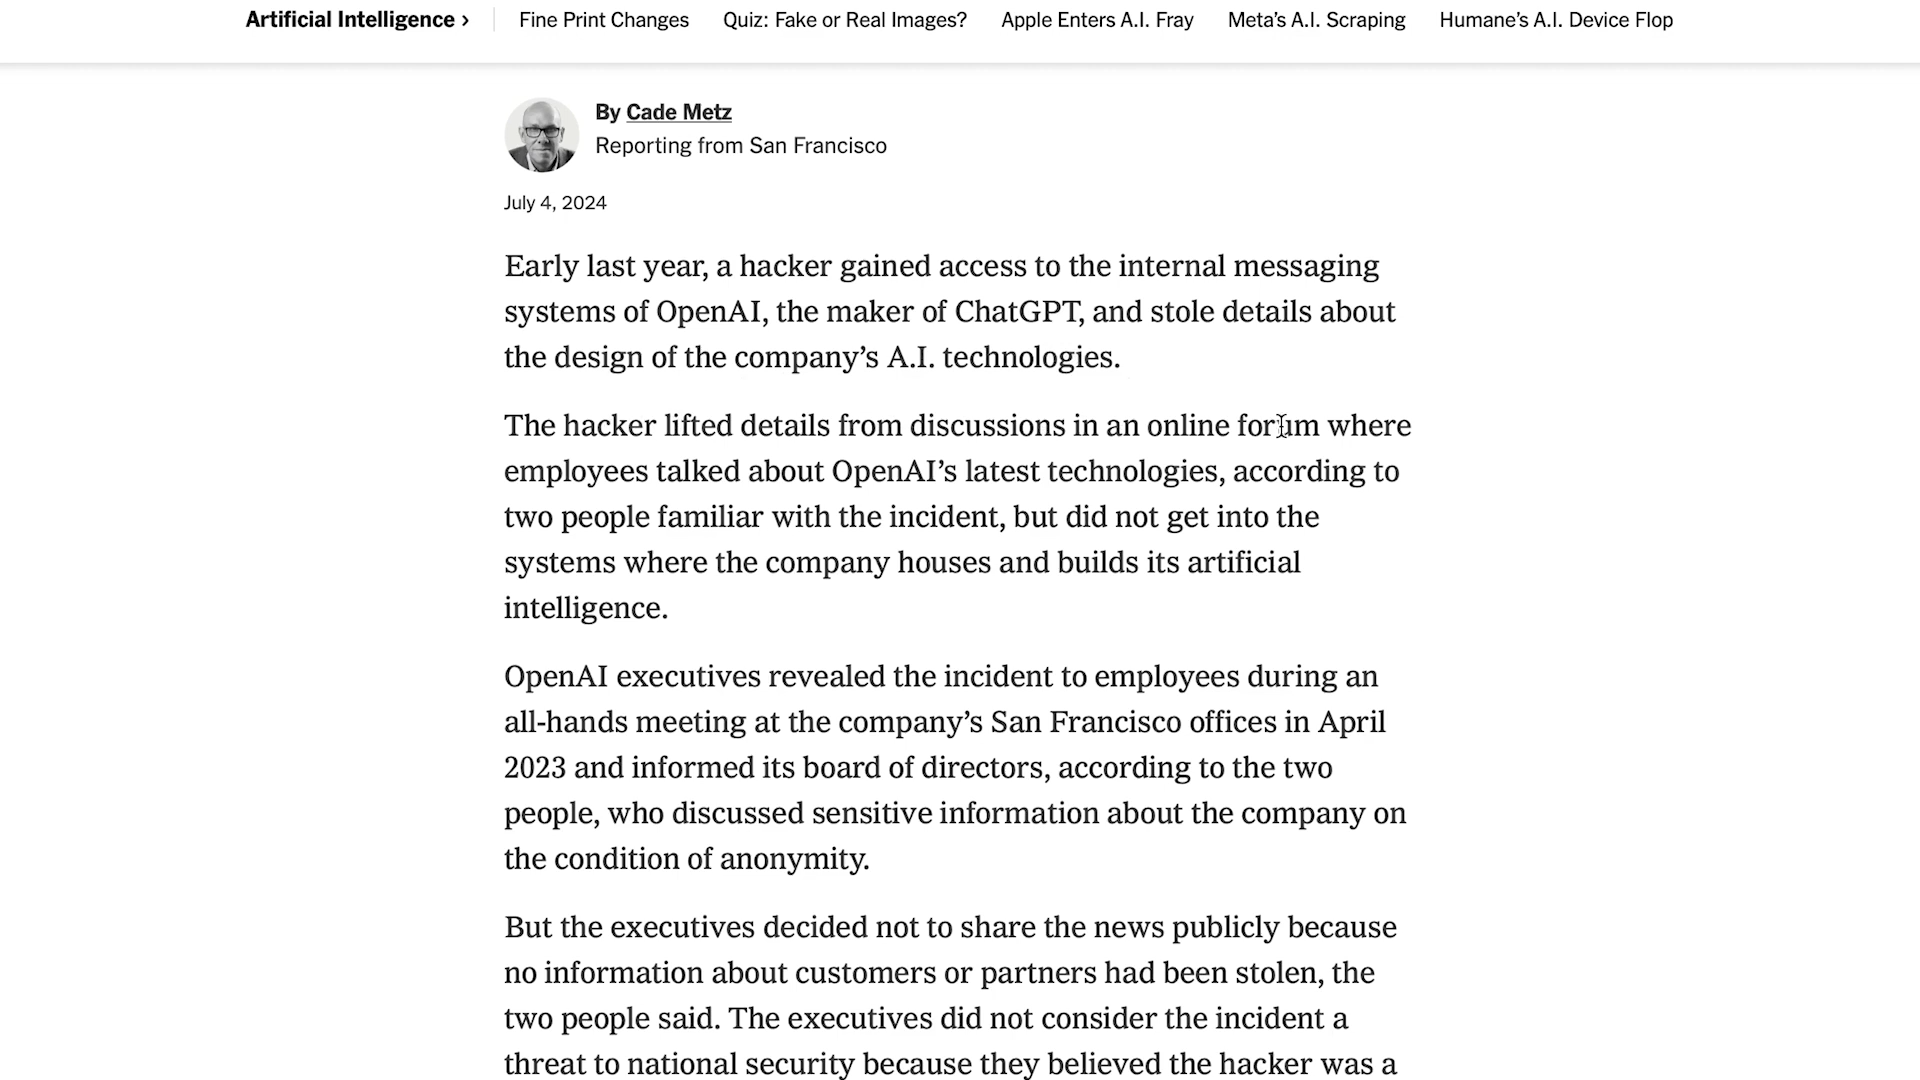 Artificial Intelligence › Fine Print Changes Quiz: Fake or Real Images? Apple Enters A.I. Fray Meta’s A.I. Scraping Humane’s A.I. Device Flop
By Cade Metz
Reporting from San Francisco
July 4, 2024
Early last year, a hacker gained access to the internal messaging
systems of OpenAI, the maker of ChatGPT, and stole details about
the design of the company’s A.I. technologies.
The hacker lifted details from discussions in an online forum where
employees talked about OpenAI’s latest technologies, according to
two people familiar with the incident, but did not get into the
systems where the company houses and builds its artificial
intelligence.
OpenAI executives revealed the incident to employees during an
all-hands meeting at the company’s San Francisco offices in April
2023 and informed its board of directors, according to the two
people, who discussed sensitive information about the company on
the condition of anonymity.
But the executives decided not to share the news publicly because
no information about customers or partners had been stolen, the
two people said. The executives did not consider the incident a
threat to national security because they believed the hacker was a